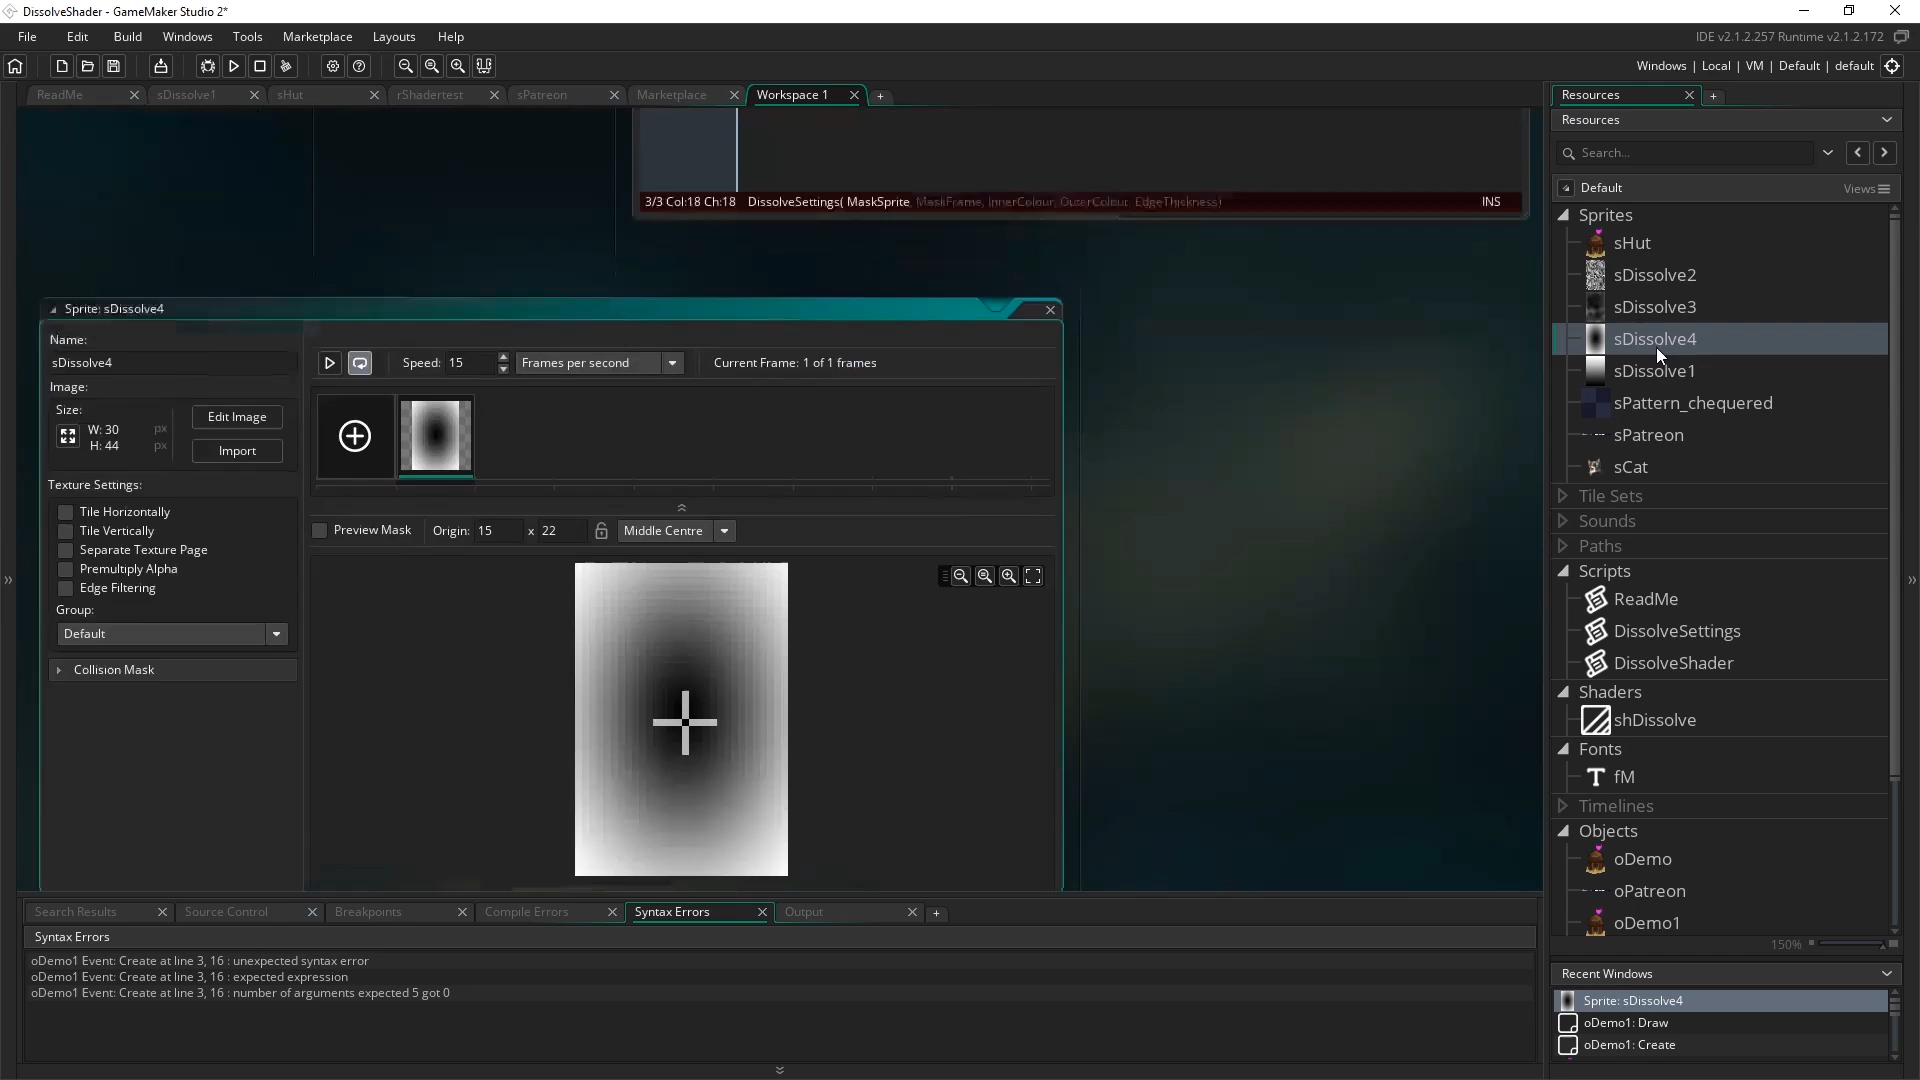 DissolveShader - GameMaker Studio 2*
File Edit Build Windows Tools Marketplace Layouts Help
IDE v2.1.2.257 Runtime v2.1.2.172
Windows | Local | VM | Default | default
ReadMe sDissolve1 sHut rShadertest sPatreon Marketplace Workspace 1
3/3 Col:18 Ch:18 DissolveSettings( MaskSprite, MaskFrame, InnerColour, OuterColour, EdgeThickness) INS
Sprite: sDissolve4
Name:
sDissolve4
Image:
Size:
W: 30 px
H: 44 px
Edit Image
Import
Texture Settings:
Tile Horizontally
Tile Vertically
Separate Texture Page
Premultiply Alpha
Edge Filtering
Group:
Default
Collision Mask
Speed: 15 Frames per second Current Frame: 1 of 1 frames
Preview Mask Origin: 15 x 22 Middle Centre
Search Results Source Control Breakpoints Compile Errors Syntax Errors Output
Syntax Errors
oDemo1 Event: Create at line 3, 16 : unexpected syntax error
oDemo1 Event: Create at line 3, 16 : expected expression
oDemo1 Event: Create at line 3, 16 : number of arguments expected 5 got 0
Resources
Resources
Search...
Default Views
Sprites
sHut
sDissolve2
sDissolve3
sDissolve4
sDissolve1
sPattern_chequered
sPatreon
sCat
Tile Sets
Sounds
Paths
Scripts
ReadMe
DissolveSettings
DissolveShader
Shaders
shDissolve
Fonts
fM
Timelines
Objects
oDemo
oPatreon
oDemo1
150%
Recent Windows
Sprite: sDissolve4
oDemo1: Draw
oDemo1: Create